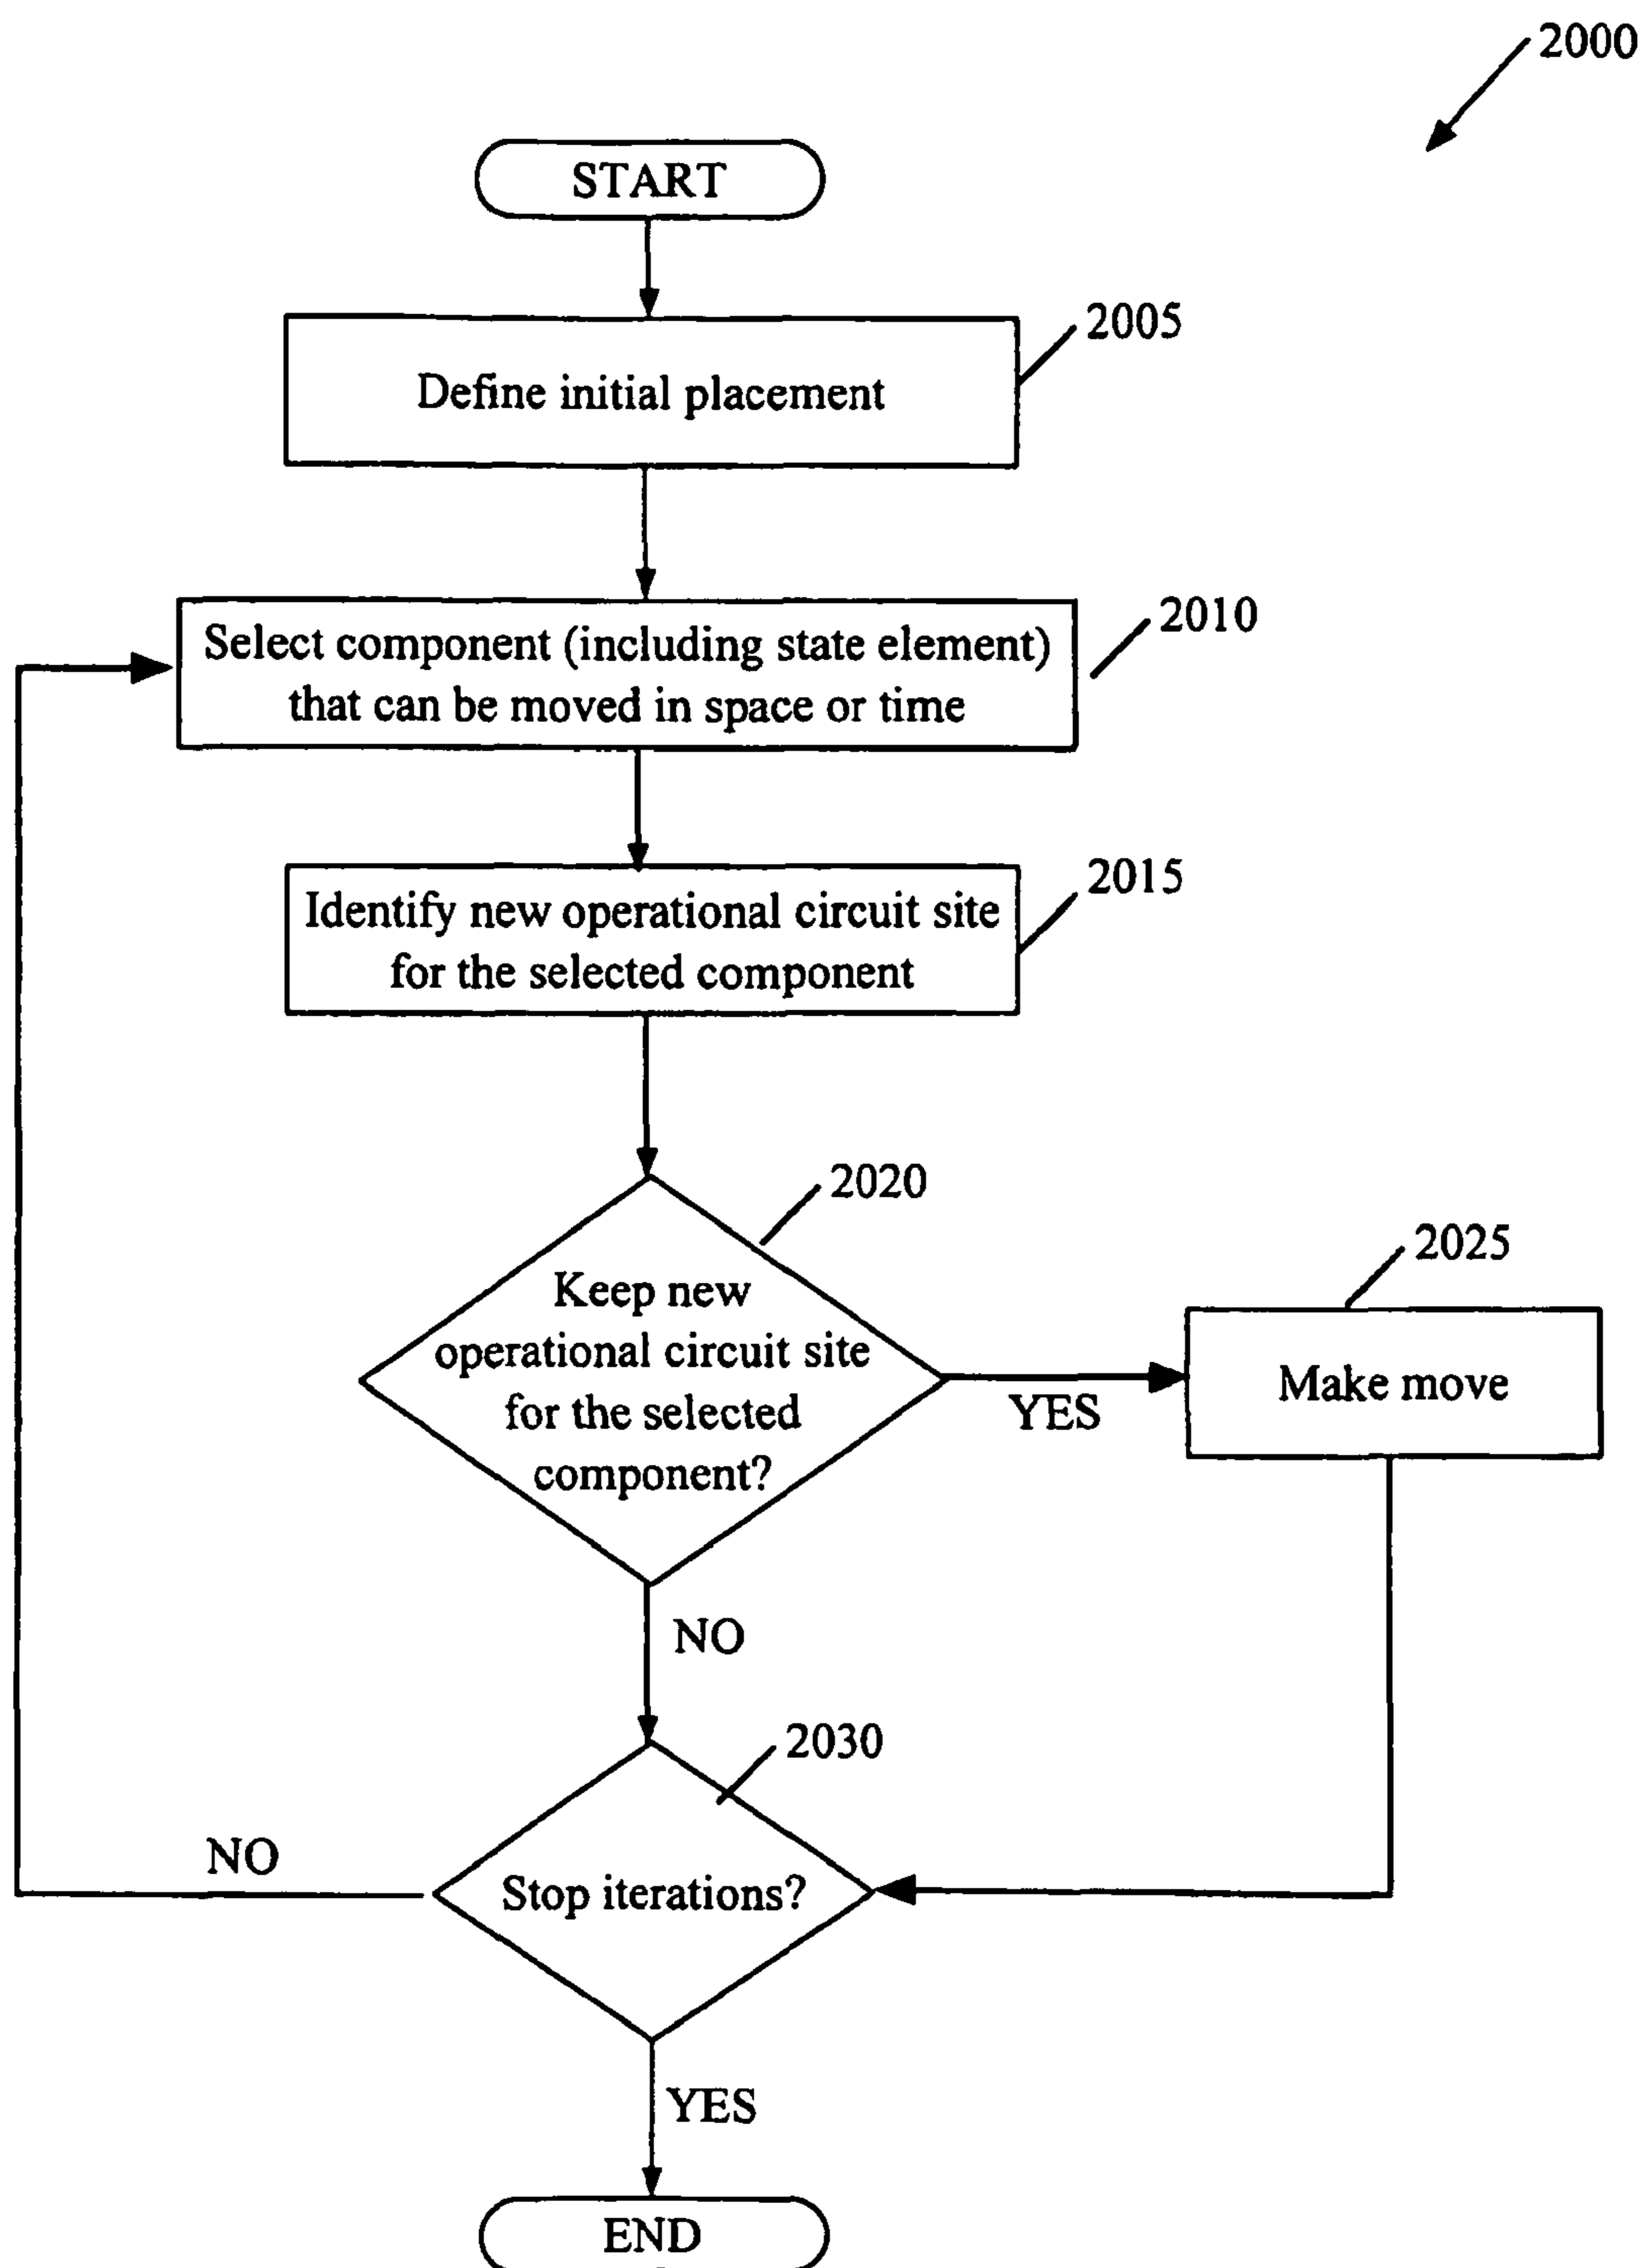 2000
START
2005
Define initial placement
2010
Select component (including state element)
that can be moved in space or time
2015
Identify new operational circuit site
for the selected component
2020
Keep new
operational circuit site
for the selected
component?
2025
Make move
YES
NO
2030
Stop iterations?
NO
YES
END